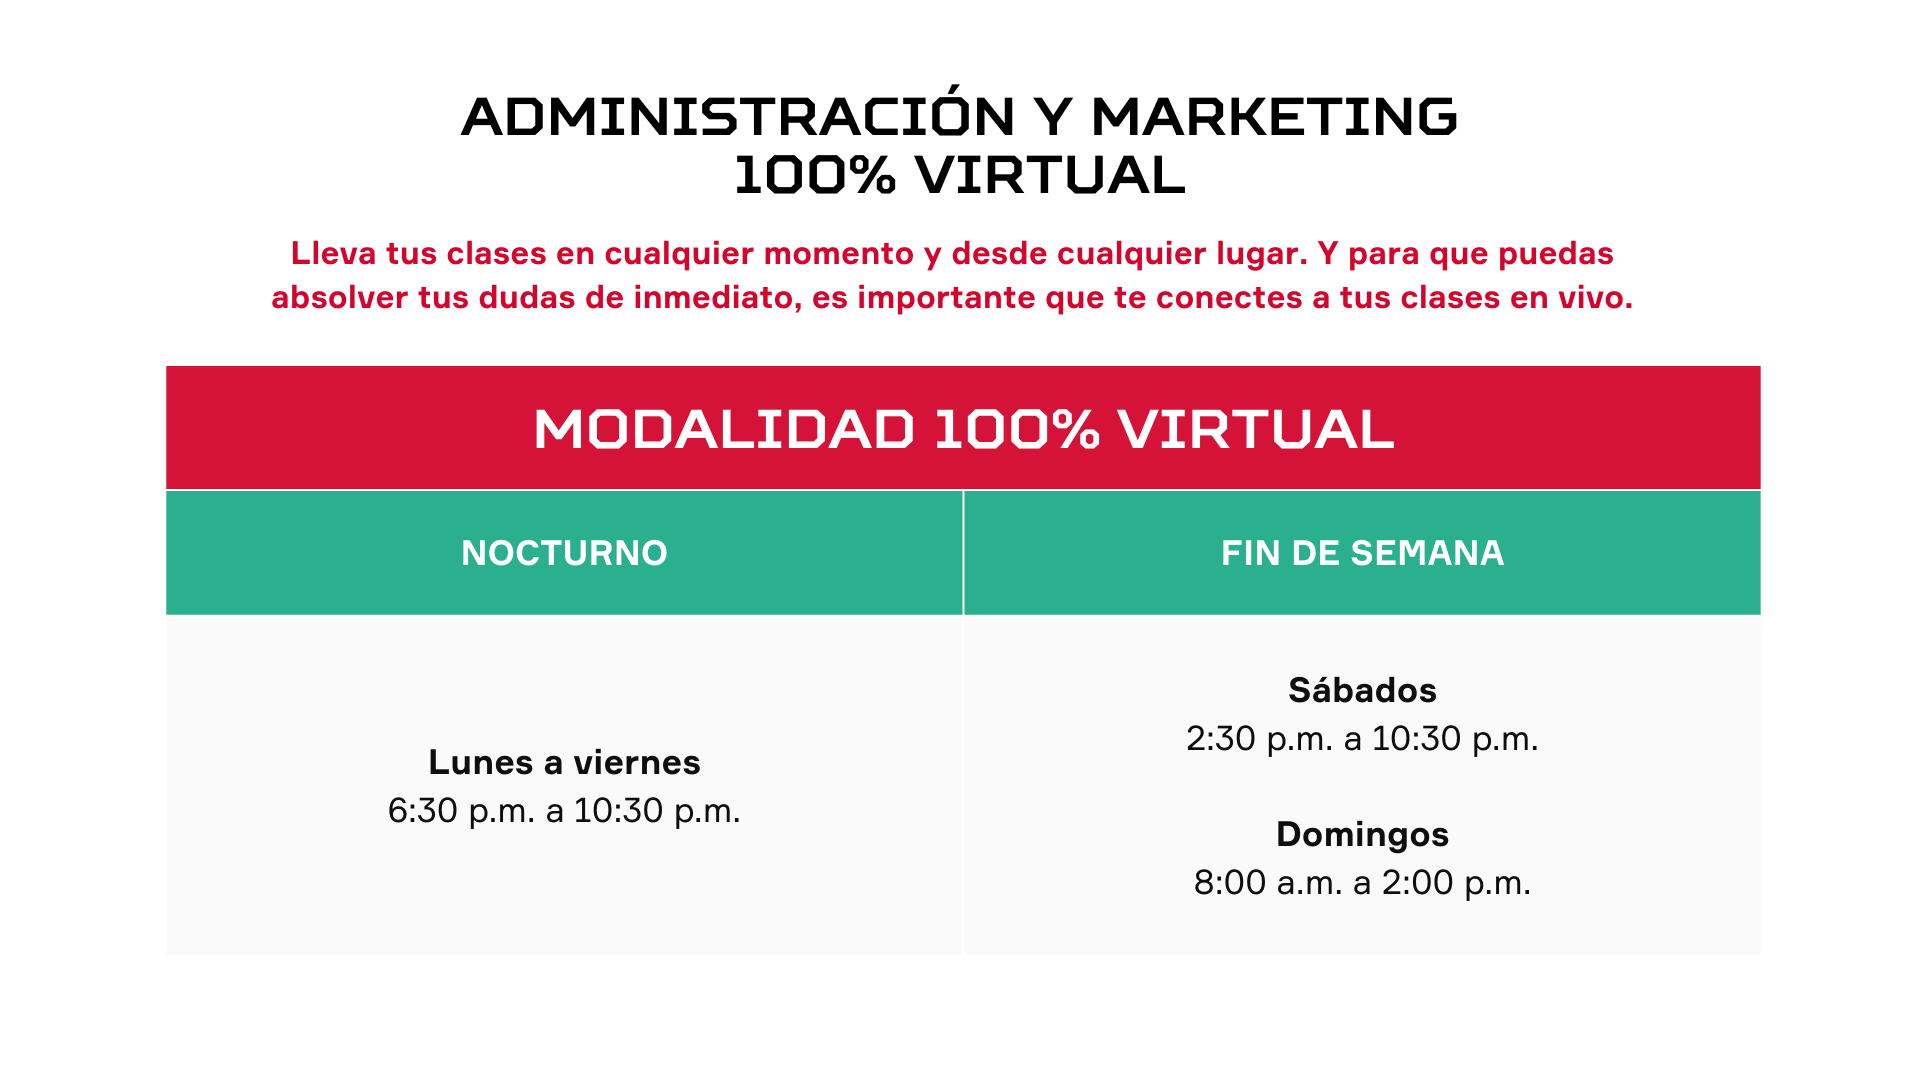 ADMINISTRACIÓN Y MARKETING
100% VIRTUAL
Lleva tus clases en cualquier momento y desde cualquier lugar. Y para que puedas
absolver tus dudas de inmediato, es importante que te conectes a tus clases en vivo.
MODALIDAD 100% VIRTUAL
NOCTURNO
FIN DE SEMANA
Lunes a viernes
6:30 p.m. a 10:30 p.m.
Sábados
2:30 p.m. a 10:30 p.m.
Domingos
8:00 a.m. a 2:00 p.m.